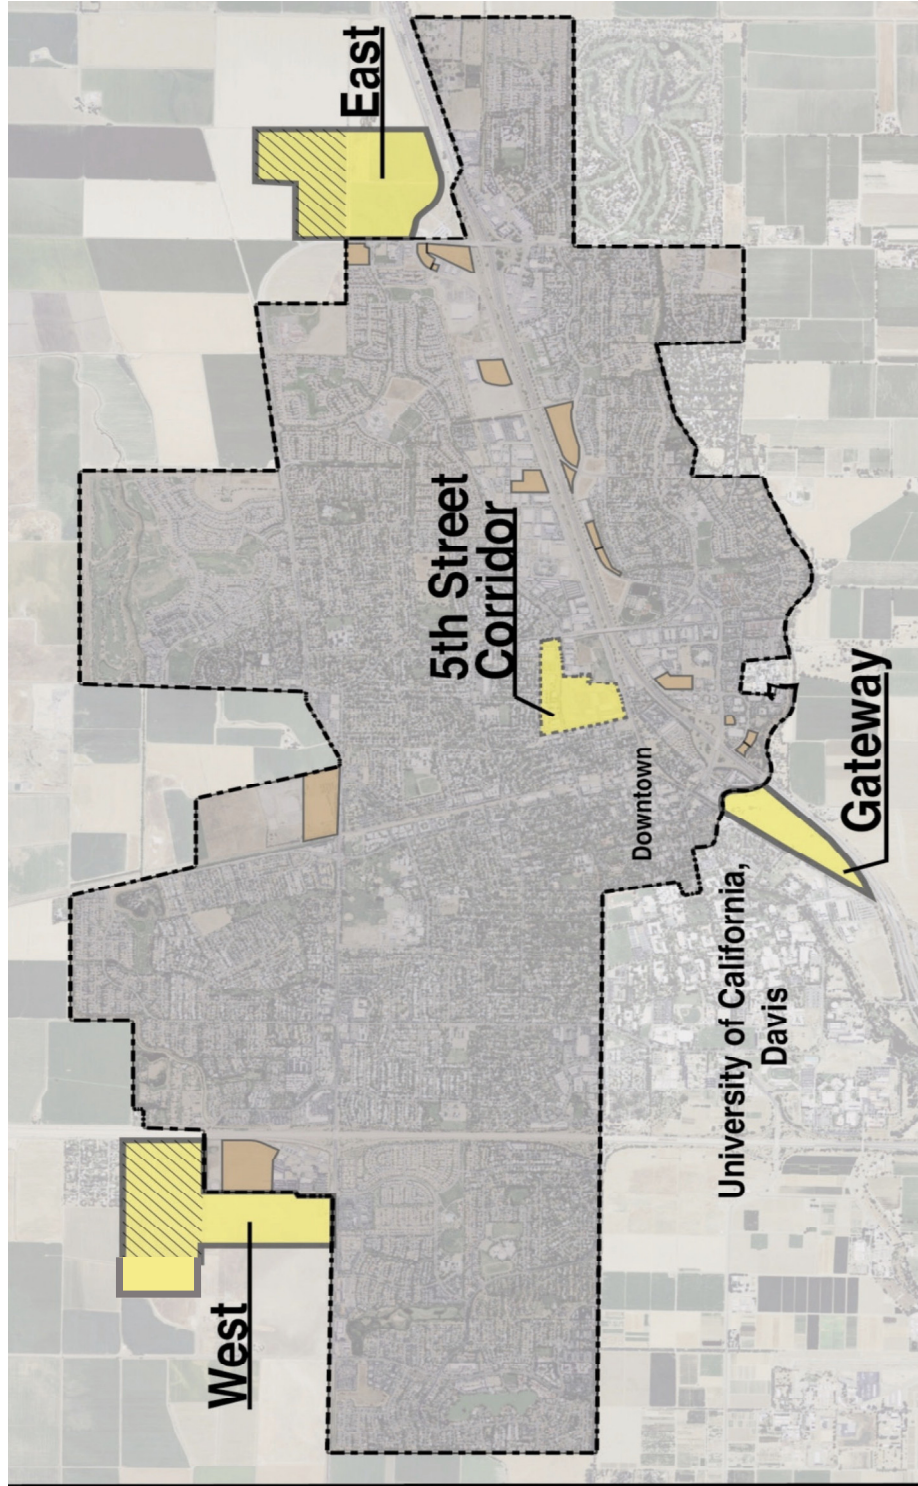 West
East
5th Street
Corridor
Downtown
University of California,
Davis
Gateway